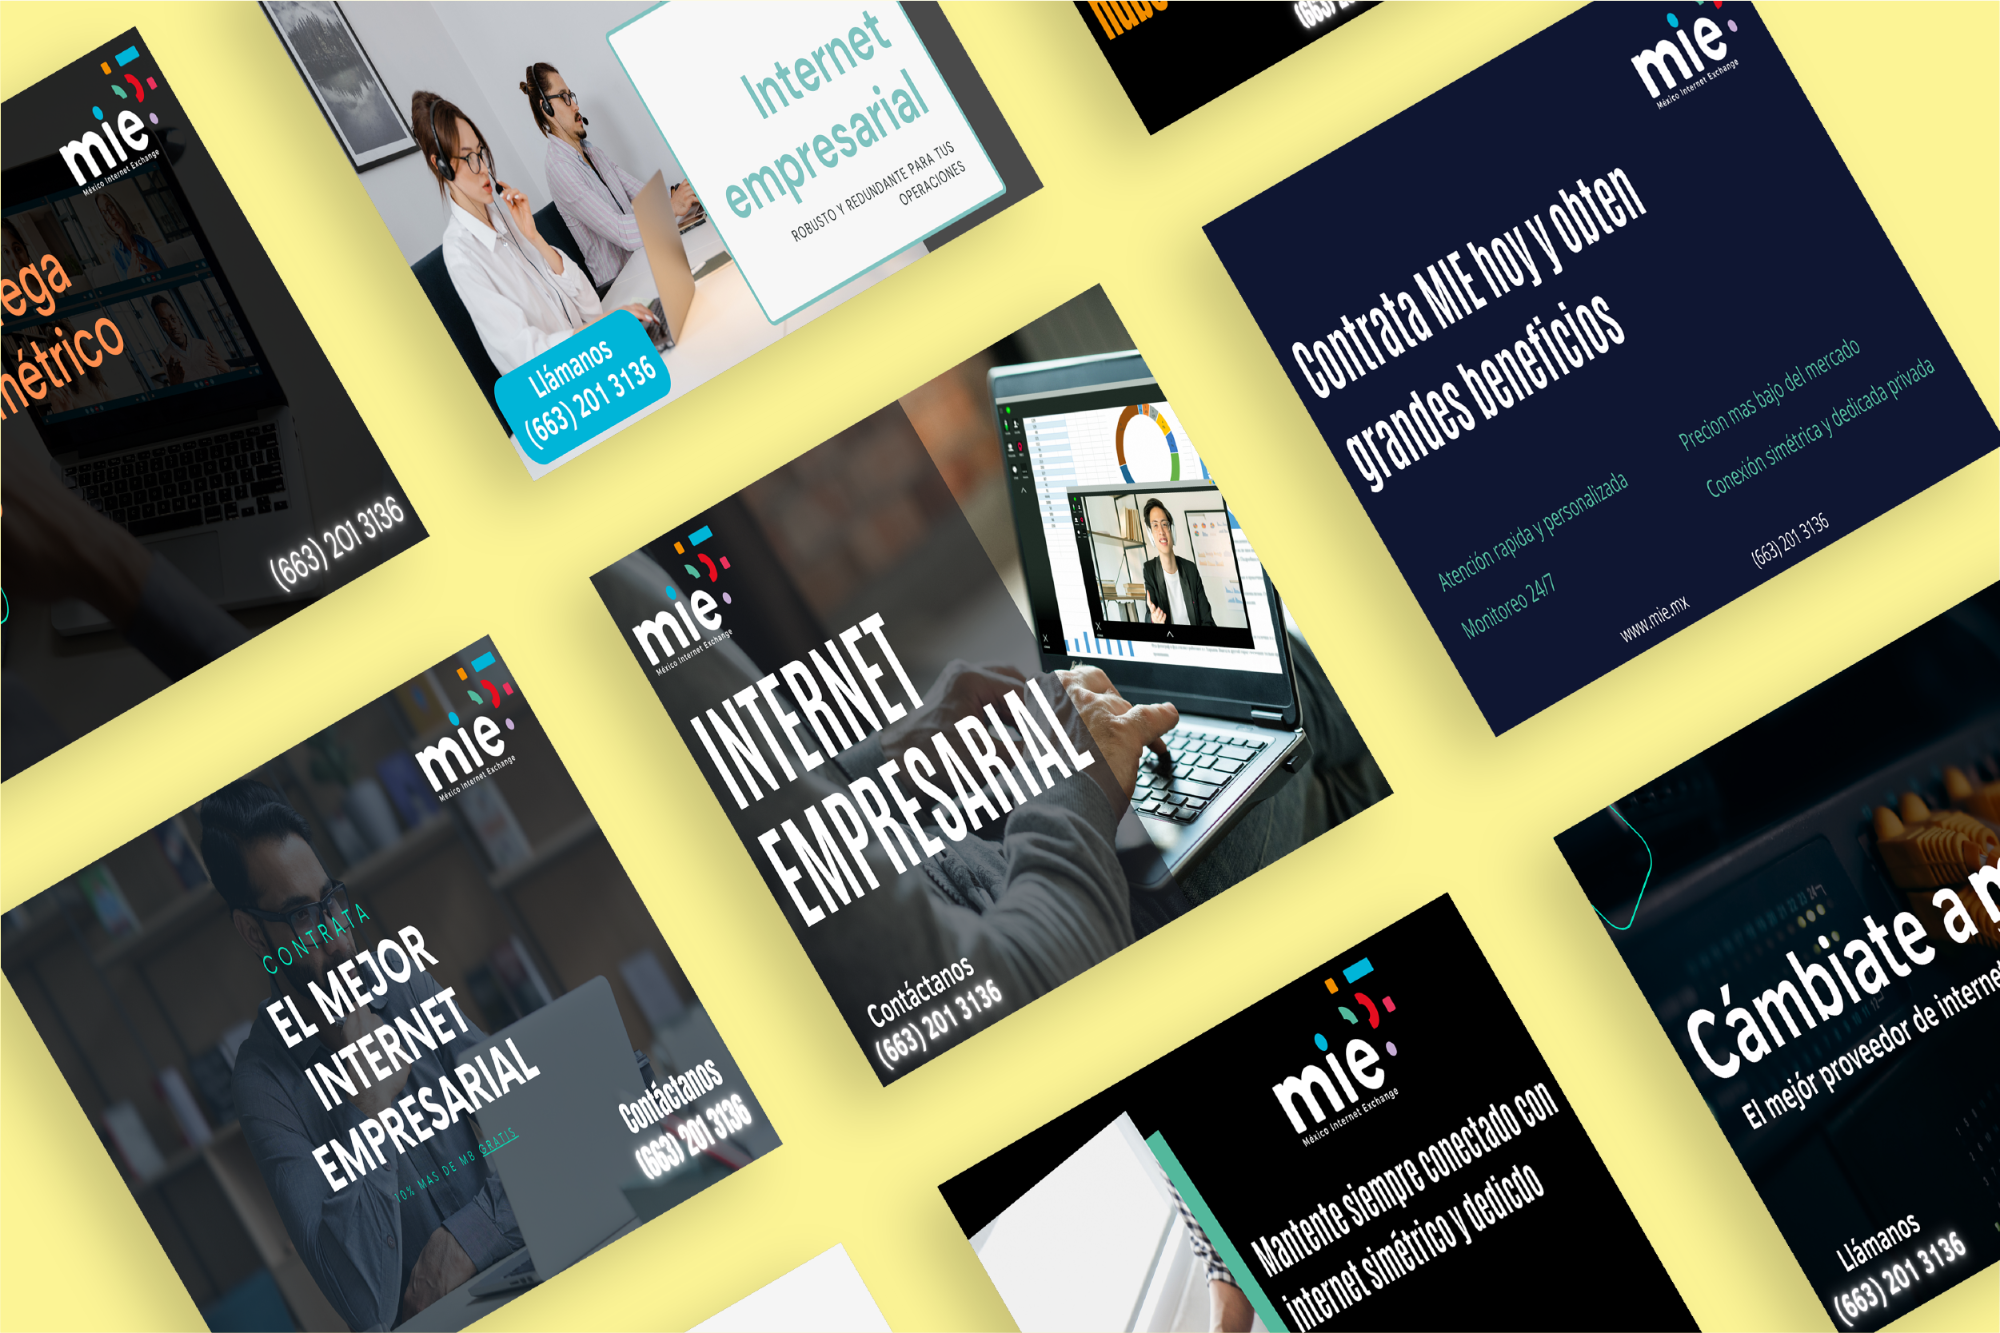 mie
México Internet Exchange
ega
métrico
(663) 201 3136
Internet
empresarial
ROBUSTO Y REDUNDANTE PARA TUS
OPERACIONES
Llámanos
(663) 201 3136
nube
mie
México Internet Exchange
Contrata MIE hoy y obten
grandes beneficios
Precion mas bajo del mercado
Conexión simétrica y dedicada privada
Atención rapida y personalizada
Monitoreo 24/7
(663) 201 3136
www.mie.mx
mie
México Internet Exchange
INTERNET
EMPRESARIAL
Contáctanos
(663) 201 3136
mie
México Internet Exchange
CONTRATA
EL MEJOR
INTERNET
EMPRESARIAL
10% MAS DE MB GRATIS
Contáctanos
(663) 201 3136
mie
México Internet Exchange
Mantente siempre conectado con
internet simétrico y dedicdo
Cámbiate a m
El mejór proveedor de internet
Llámanos
(663) 201 3136